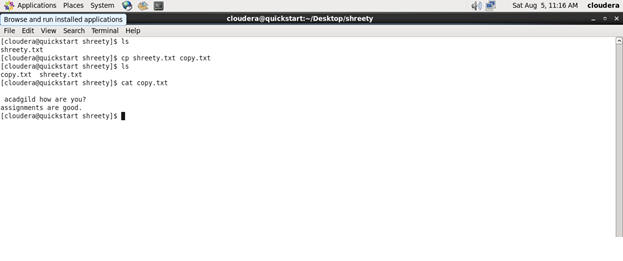 Applications Places System Sat Aug 5, 11:16 AM cloudera
Browse and run installed applications cloudera@quickstart:~/Desktop/shreety
File Edit View Search Terminal Help
[cloudera@quickstart shreety]$ ls
shreety.txt
[cloudera@quickstart shreety]$ cp shreety.txt copy.txt
[cloudera@quickstart shreety]$ ls
copy.txt  shreety.txt
[cloudera@quickstart shreety]$ cat copy.txt
acadgild how are you?
assignments are good.
[cloudera@quickstart shreety]$